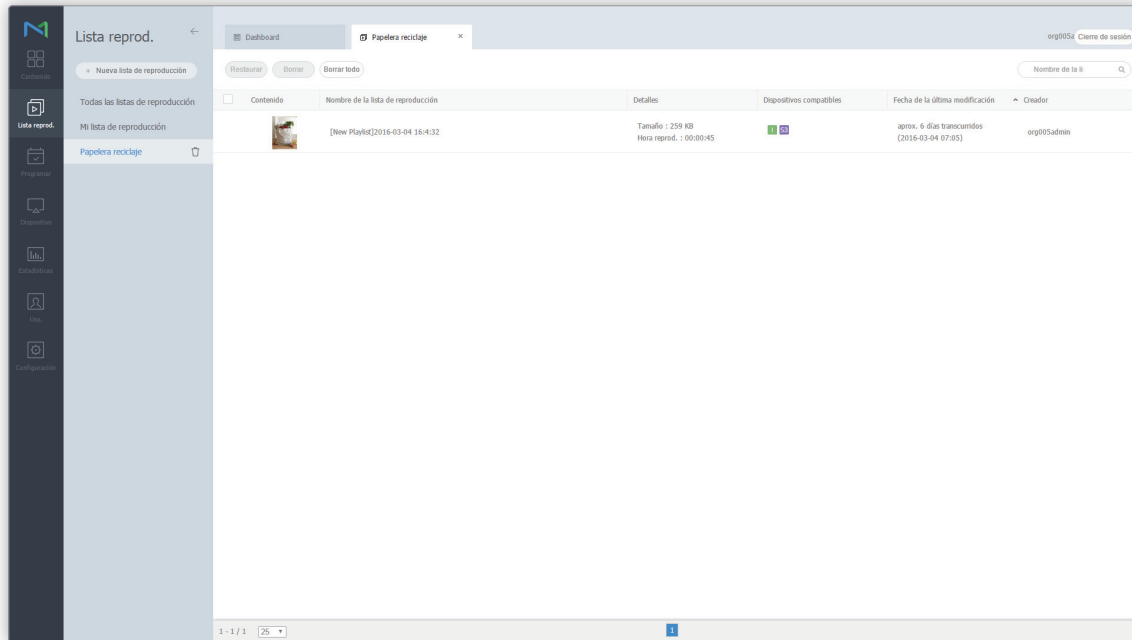 Lista reprod.
Nueva lista de reproducción
Todas las listas de reproducción
Mi lista de reproducción
Papelera reciclaje
Contenido
Lista reprod.
Programar
Dispositivo
Estadísticas
Usu.
Configuración
Dashboard
Papelera reciclaje
org005a
Cierre de sesión
Restaurar
Borrar
Borrar todo
Nombre de la li
Contenido
Nombre de la lista de reproducción
Detalles
Dispositivos compatibles
Fecha de la última modificación
Creador
[New Playlist]2016-03-04 16:4:32
Tamaño : 259 KB
Hora reprod. : 00:00:45
I
S3
aprox. 6 días transcurridos
(2016-03-04 07:05)
org005admin
1 - 1 / 1
25
1